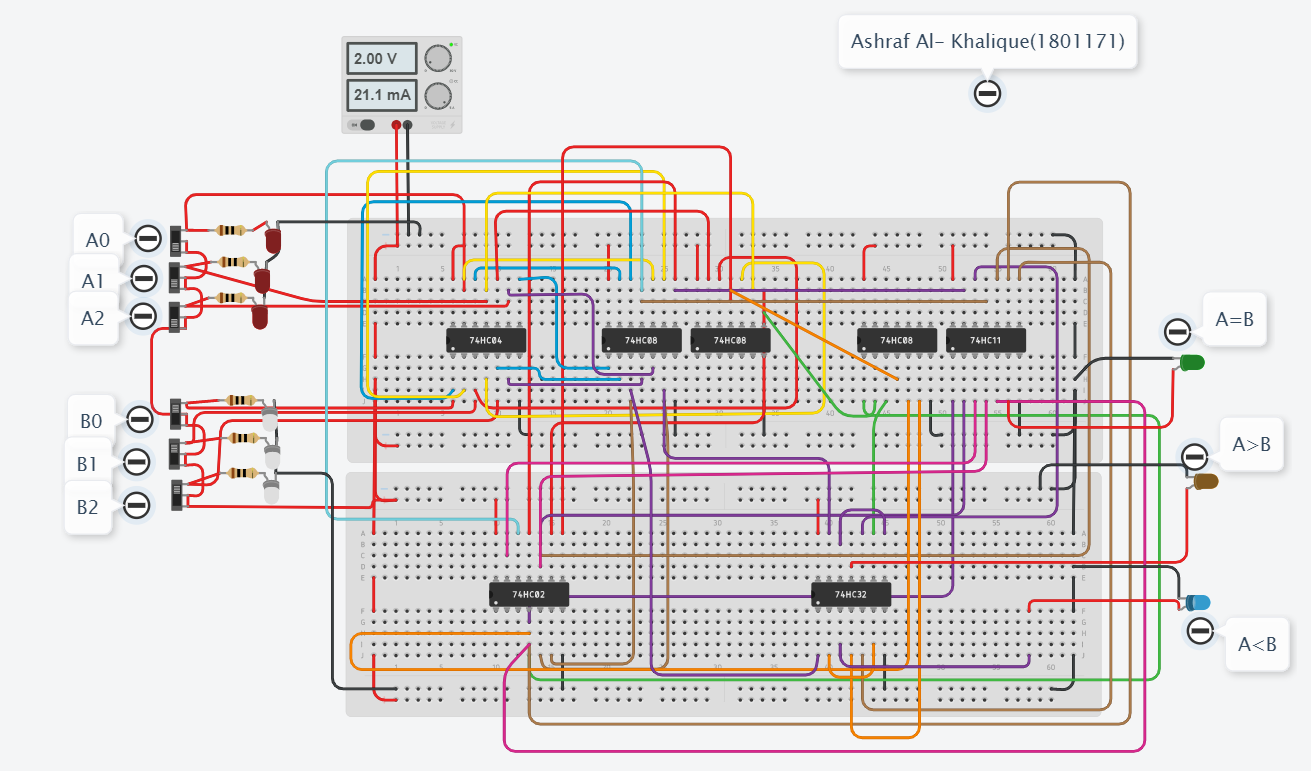 Ashraf Al- Khalique(1801171)
2.00 V
21.1 mA
A0
A1
A2
B0
B1
B2
74HC04
74HC08
74HC08
74HC08
74HC11
A=B
A>B
74HC02
74HC32
A<B